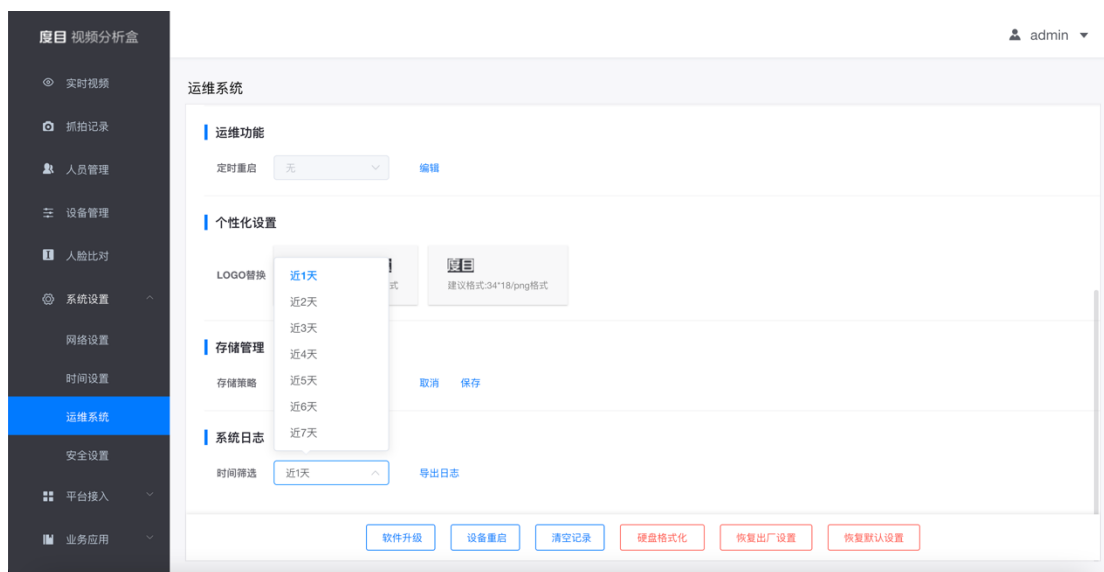 度目 视频分析盒
admin
实时视频
抓拍记录
人员管理
设备管理
人脸比对
系统设置
网络设置
时间设置
运维系统
安全设置
平台接入
业务应用
运维系统
运维功能
定时重启 无 编辑
个性化设置
LOGO替换
式
度目
建议格式:34*18/png格式
近1天
近2天
近3天
近4天
近5天
近6天
近7天
存储管理
存储策略 取消 保存
系统日志
时间筛选 近1天 导出日志
软件升级 设备重启 清空记录 硬盘格式化 恢复出厂设置 恢复默认设置